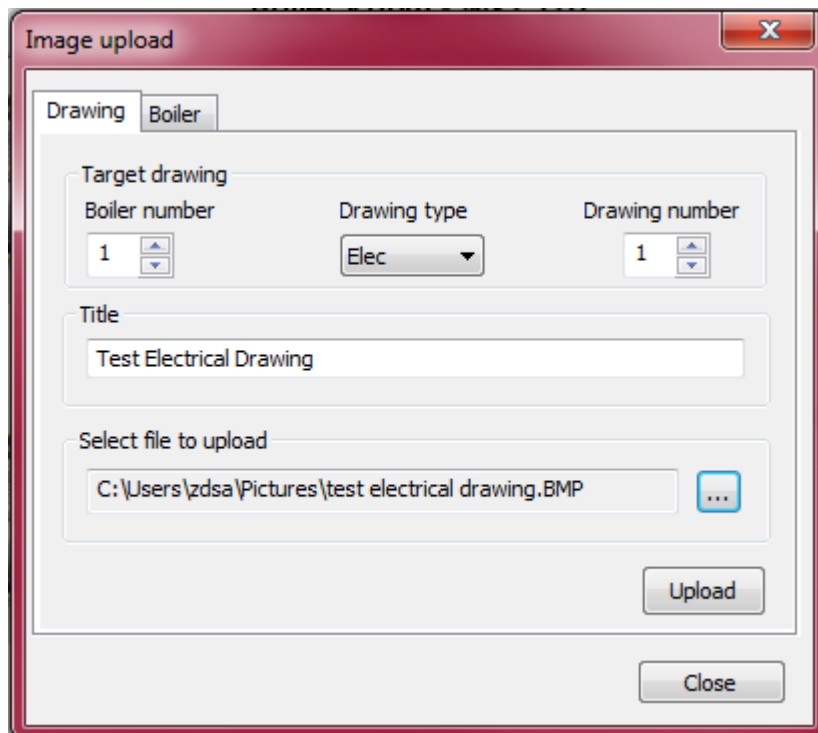 Image upload
Drawing Boiler
Target drawing
Boiler number Drawing type Drawing number
1 Elec 1
Title
Test Electrical Drawing
Select file to upload
C:\Users\zdsa\Pictures\test electrical drawing.BMP ...
Upload
Close